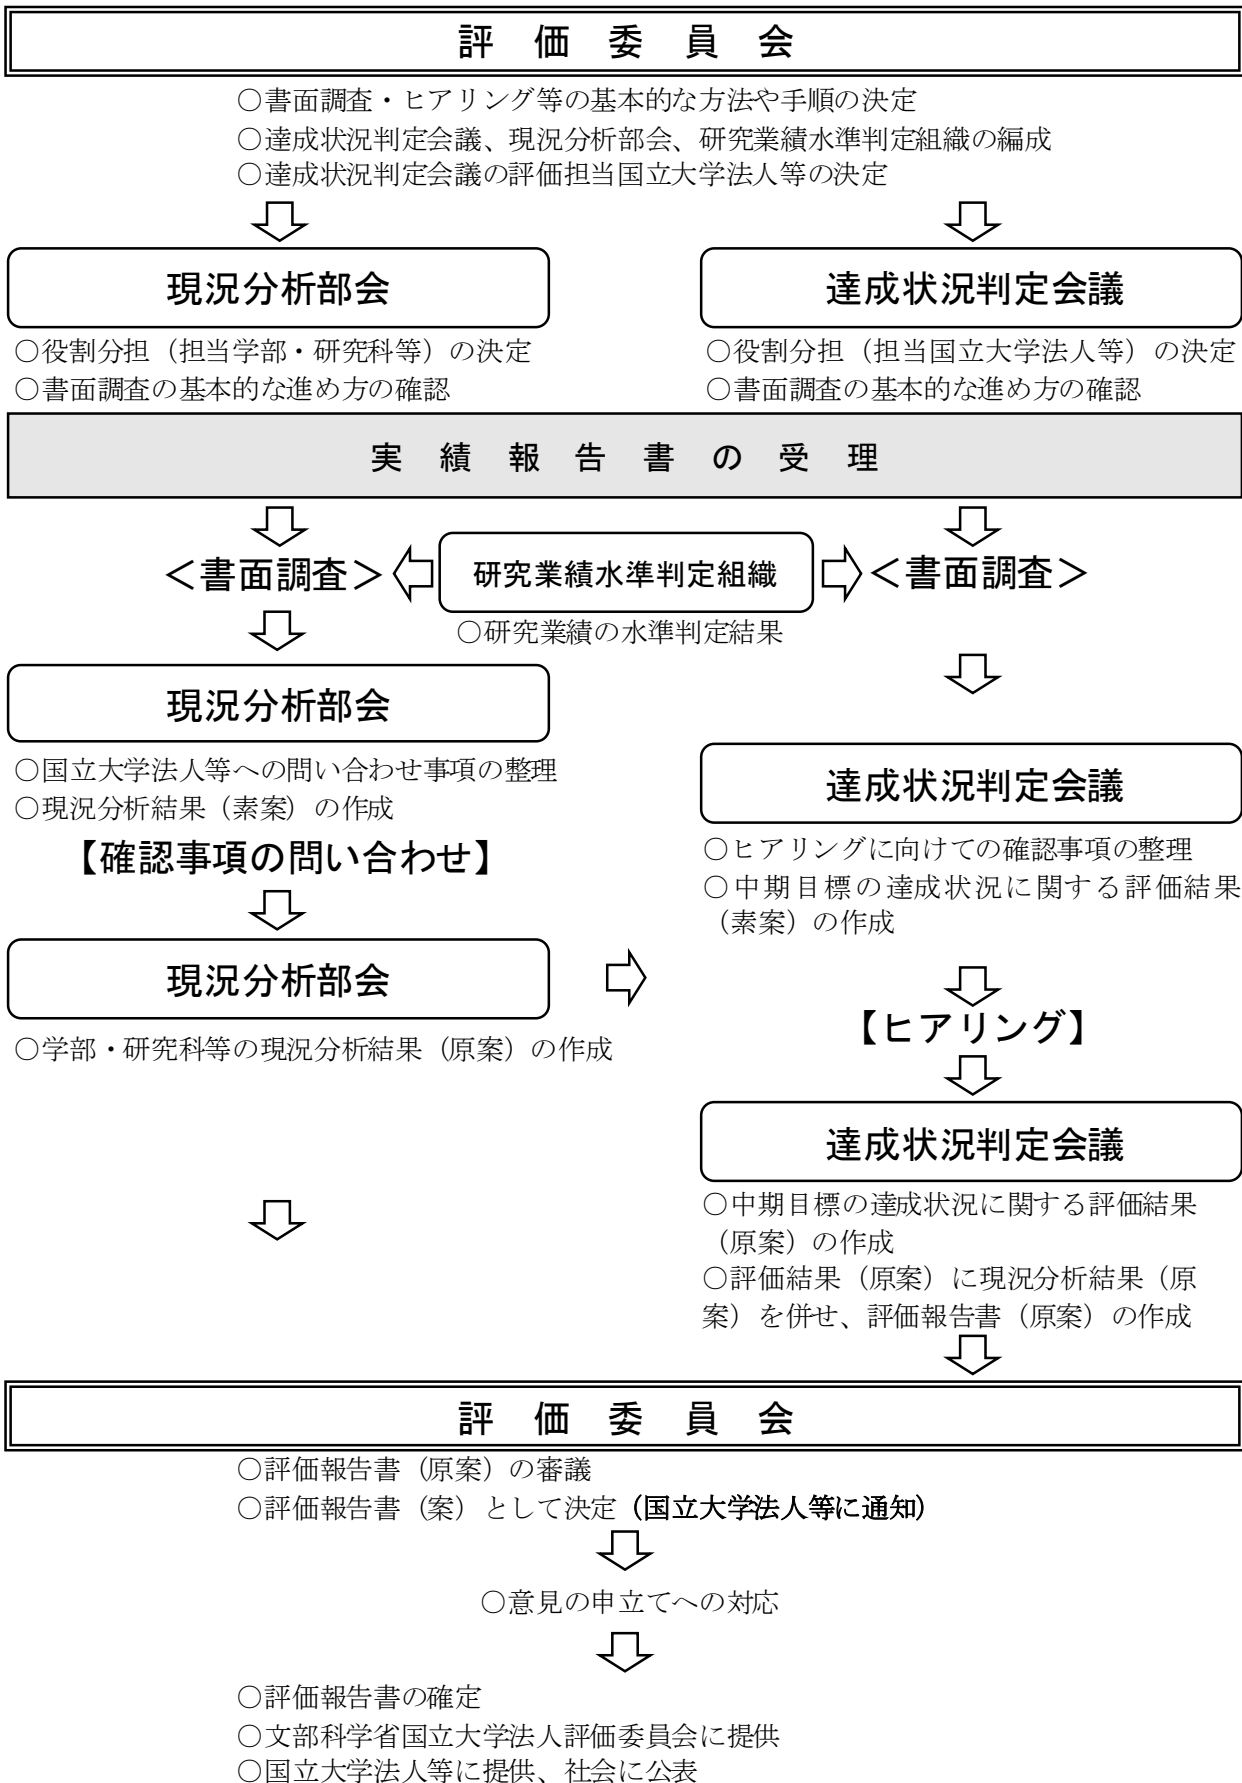 評価委員会
○書面調査・ヒアリング等の基本的な方法や手順の決定
○達成状況判定会議、現況分析部会、研究業績水準判定組織の編成
○達成状況判定会議の評価担当国立大学法人等の決定
現況分析部会
○役割分担（担当学部・研究科等）の決定
○書面調査の基本的な進め方の確認
達成状況判定会議
○役割分担（担当国立大学法人等）の決定
○書面調査の基本的な進め方の確認
実績報告書の受理
＜書面調査＞
研究業績水準判定組織
○研究業績の水準判定結果
＜書面調査＞
現況分析部会
○国立大学法人等への問い合わせ事項の整理
○現況分析結果（素案）の作成
【確認事項の問い合わせ】
現況分析部会
○学部・研究科等の現況分析結果（原案）の作成
達成状況判定会議
○ヒアリングに向けての確認事項の整理
○中期目標の達成状況に関する評価結果
（素案）の作成
【ヒアリング】
達成状況判定会議
○中期目標の達成状況に関する評価結果
（原案）の作成
○評価結果（原案）に現況分析結果（原
案）を併せ、評価報告書（原案）の作成
評価委員会
○評価報告書（原案）の審議
○評価報告書（案）として決定（国立大学法人等に通知）
○意見の申立てへの対応
○評価報告書の確定
○文部科学省国立大学法人評価委員会に提供
○国立大学法人等に提供、社会に公表